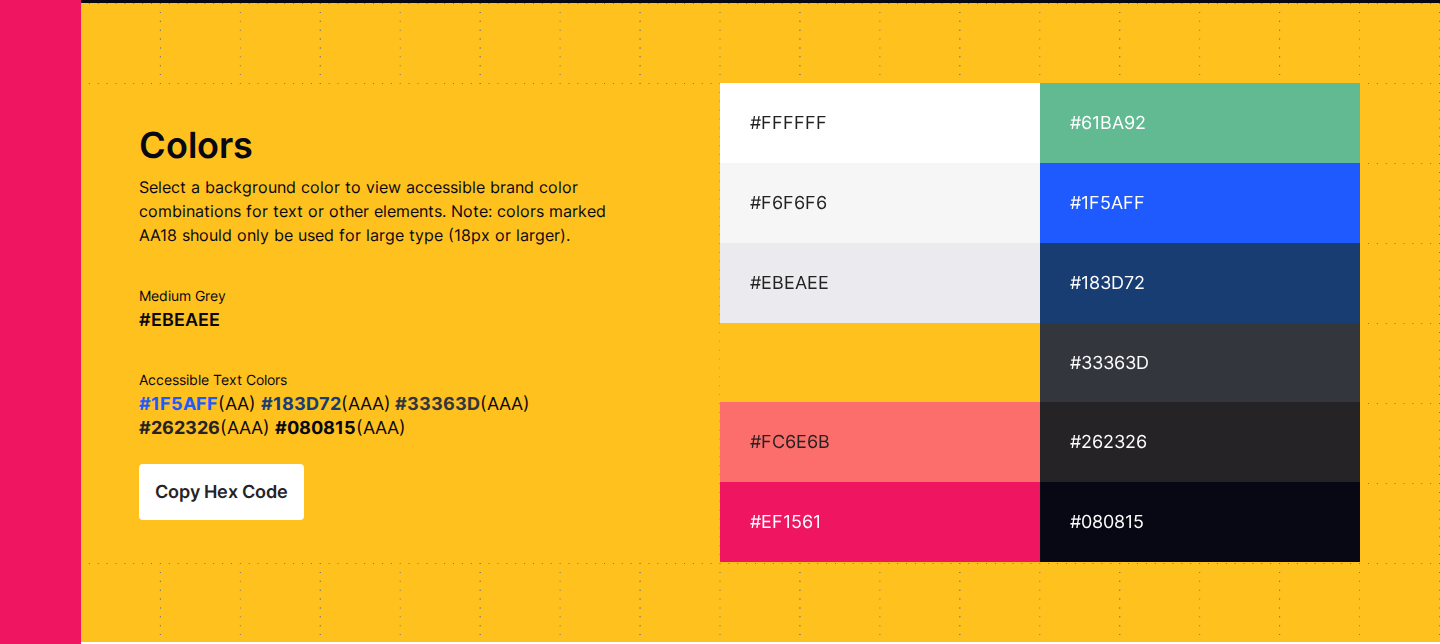 Colors
Select a background color to view accessible brand color
combinations for text or other elements. Note: colors marked
AA18 should only be used for large type (18px or larger).
Medium Grey
#EBEAEE
Accessible Text Colors
#1F5AFF(AA) #183D72(AAA) #33363D(AAA)
#262326(AAA) #080815(AAA)
Copy Hex Code
#FFFFFF
#F6F6F6
#EBEAEE
#FC6E6B
#EF1561
#61BA92
#1F5AFF
#183D72
#33363D
#262326
#080815